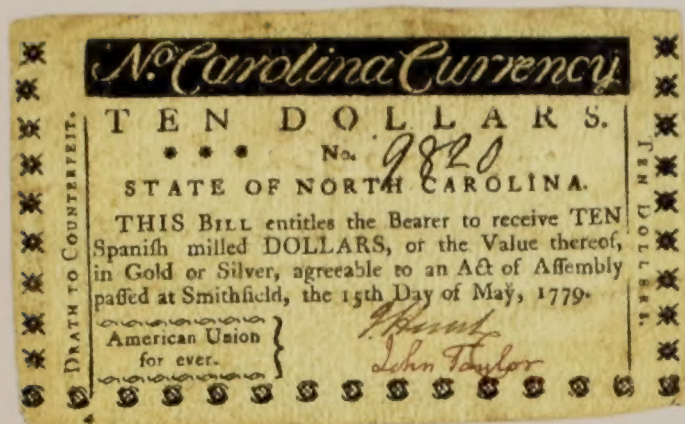 No. Carolina Currency
TEN DOLLARS.
* * * No. 9820
STATE OF NORTH CAROLINA.
THIS BILL entitles the Bearer to receive TEN
Spaniſh milled DOLLARS, or the Value thereof,
in Gold or Silver, agreeable to an Act of Aſſembly
paſſed at Smithfield, the 15th Day of May, 1779.
American Union
for ever.
J Hunt
John Taylor
DEATH TO COUNTERFEIT.
TEN DOLLARS.